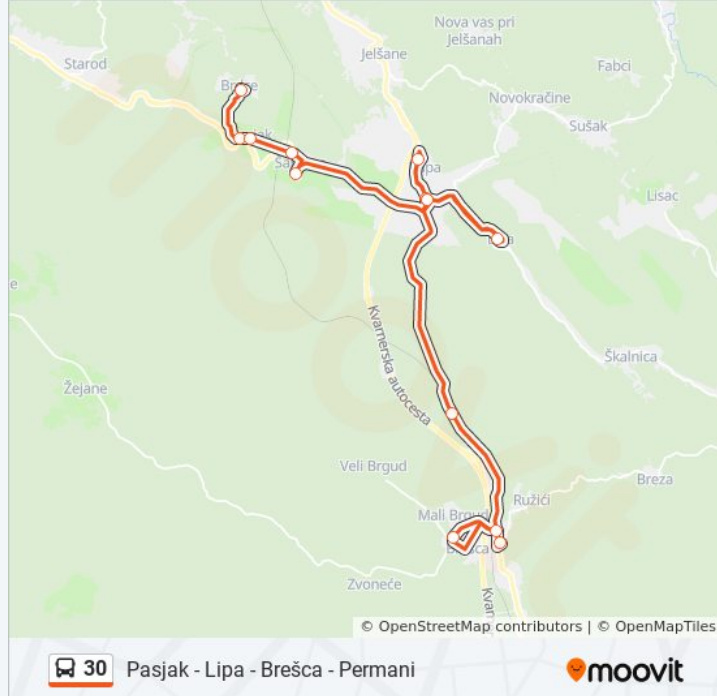 Nova vas pri
Jelšanah
Starod
Jelšane
Fabci
Novokračine
Sušak
Lisac
Kvarnerska autocesta
Škalnica
Žejane
Veli Brgud
Ružići
Breza
Mali Brgud
Zvoneće
© OpenStreetMap contributors | © OpenMapTiles
30 Pasjak - Lipa - Brešca - Permani
moovit